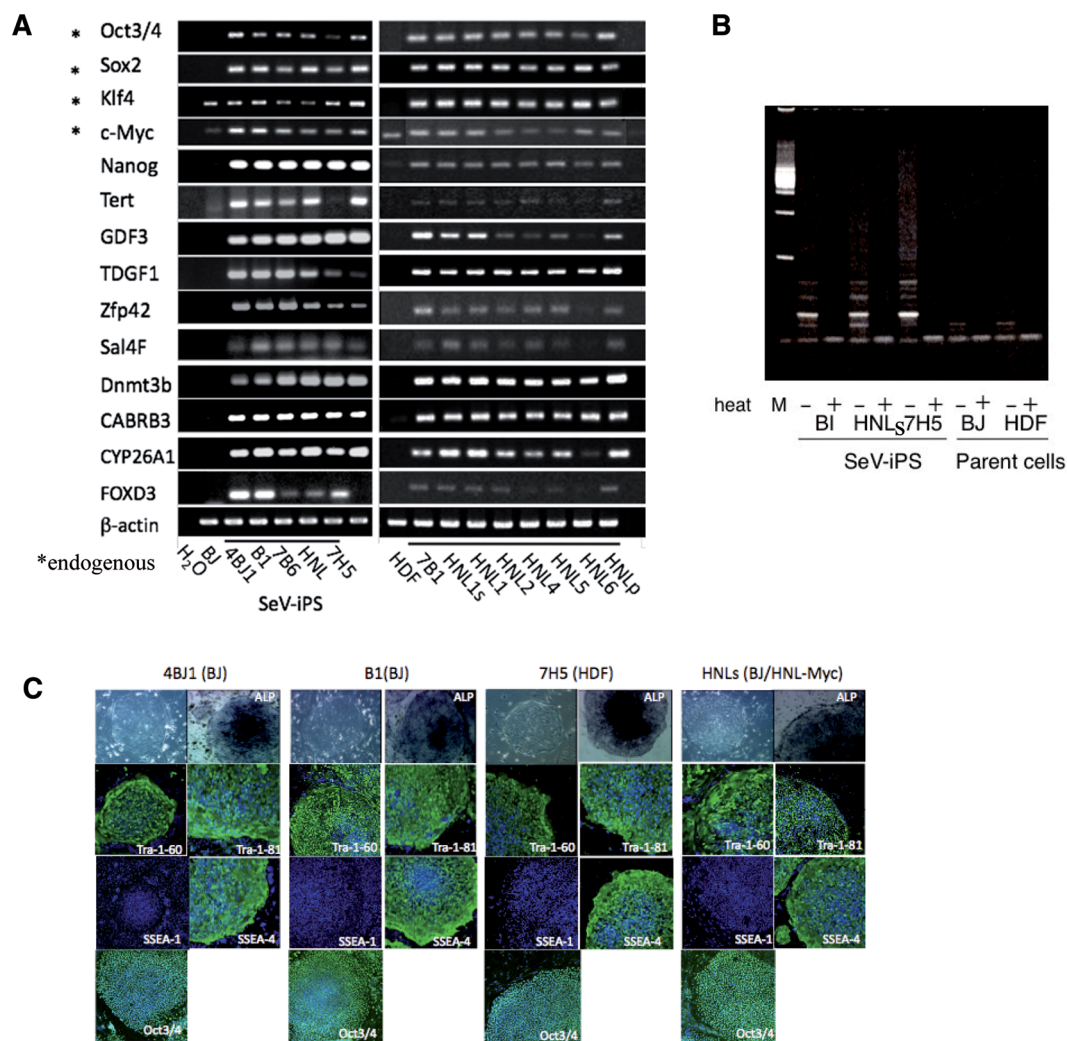 A
* Oct3/4
* Sox2
* Klf4
* c-Myc
Nanog
Tert
GDF3
TDGF1
Zfp42
Sal4F
Dnmt3b
CABRB3
CYP26A1
FOXD3
β-actin
*endogenous
H2O BJ 4BJ1 B1 7B6 HNL 7H5
SeV-iPS
HDF 7B1 HNL1s HNL1 HNL2 HNL4 HNL5 HNL6 HNLp
B
heat M − + − + − + − + − +
BI HNLs7H5 BJ HDF
SeV-iPS Parent cells
C
4BJ1 (BJ) B1(BJ) 7H5 (HDF) HNLs (BJ/HNL-Myc)
ALP ALP ALP ALP
Tra-1-60 Tra-1-81 Tra-1-60 Tra-1-81 Tra-1-60 Tra-1-81 Tra-1-60 Tra-1-81
SSEA-1 SSEA-4 SSEA-1 SSEA-4 SSEA-1 SSEA-4 SSEA-1 SSEA-4
Oct3/4 Oct3/4 Oct3/4 Oct3/4